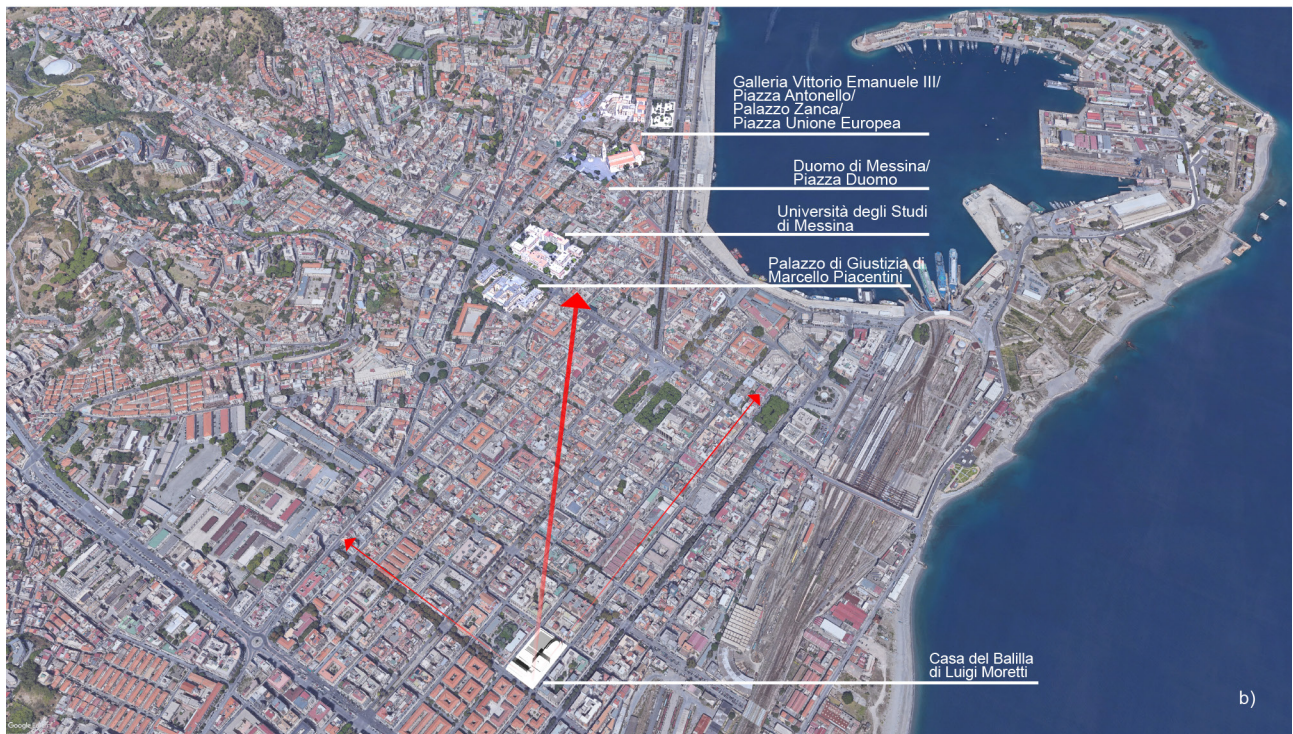 Galleria Vittorio Emanuele III/
Piazza Antonello/
Palazzo Zanca/
Piazza Unione Europea
Duomo di Messina/
Piazza Duomo
Università degli Studi
di Messina
Palazzo di Giustizia di
Marcello Piacentini
Casa del Balilla
di Luigi Moretti
b)
Google